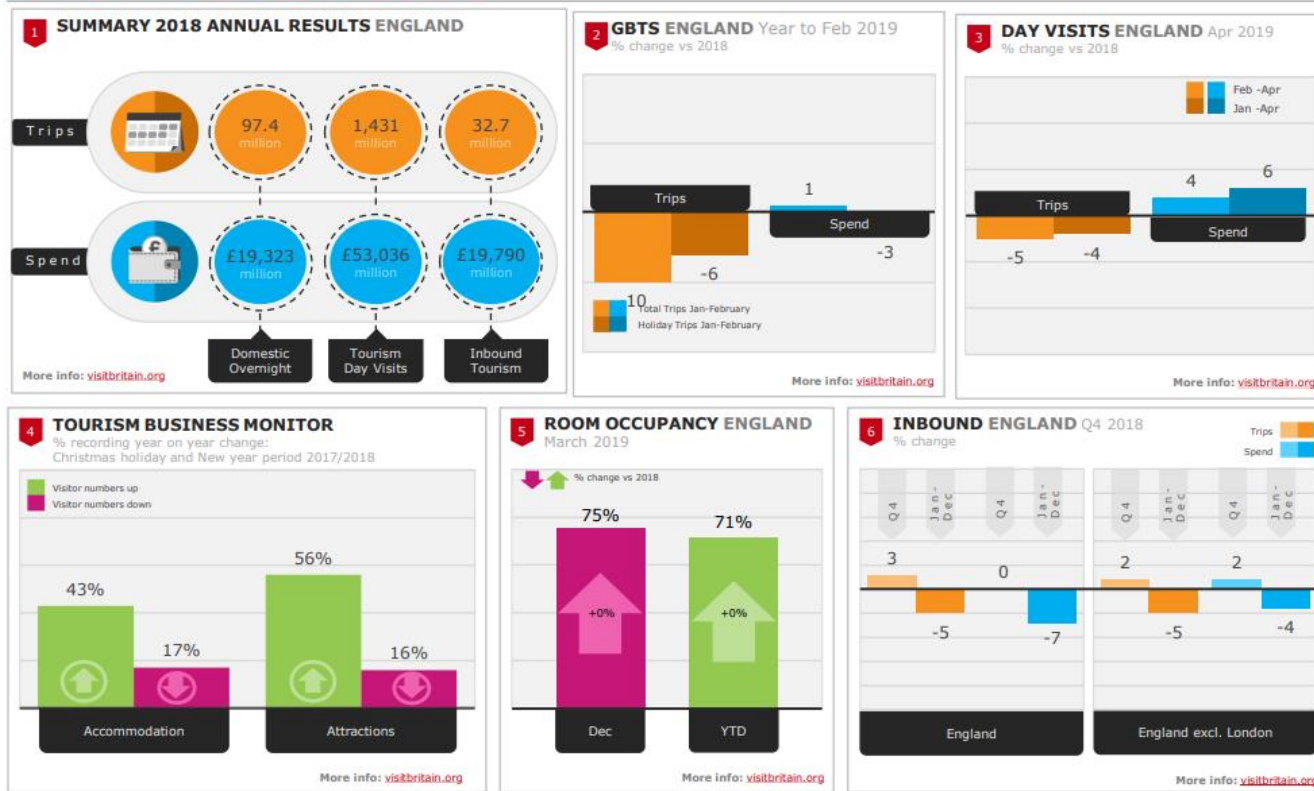 1
SUMMARY 2018 ANNUAL RESULTS ENGLAND
Trips
97.4
million
1,431
million
32.7
million
Spend
£
£19,323
million
£53,036
million
£19,790
million
Domestic
Overnight
Tourism
Day Visits
Inbound
Tourism
More info: visitbritain.org
2
GBTS ENGLAND Year to Feb 2019
% change vs 2018
Trips
1
Spend
-6
-3
10
Total Trips Jan-February
Holiday Trips Jan-February
More info: visitbritain.org
3
DAY VISITS ENGLAND Apr 2019
% change vs 2018
Feb -Apr
Jan -Apr
Trips
4
6
Spend
-5
-4
More info: visitbritain.org
4
TOURISM BUSINESS MONITOR
% recording year on year change:
Christmas holiday and New year period 2017/2018
Visitor numbers up
Visitor numbers down
43%
17%
56%
16%
Accommodation
Attractions
More info: visitbritain.org
5
ROOM OCCUPANCY ENGLAND
March 2019
% change vs 2018
75%
71%
+0%
+0%
Dec
YTD
More info: visitbritain.org
6
INBOUND ENGLAND Q4 2018
% change
Trips
Spend
Q4
Jan-
Dec
Q4
Jan-
Dec
Q4
Jan-
Dec
Q4
Jan-
Dec
3
0
2
2
-5
-7
-5
-4
England
England excl. London
More info: visitbritain.org